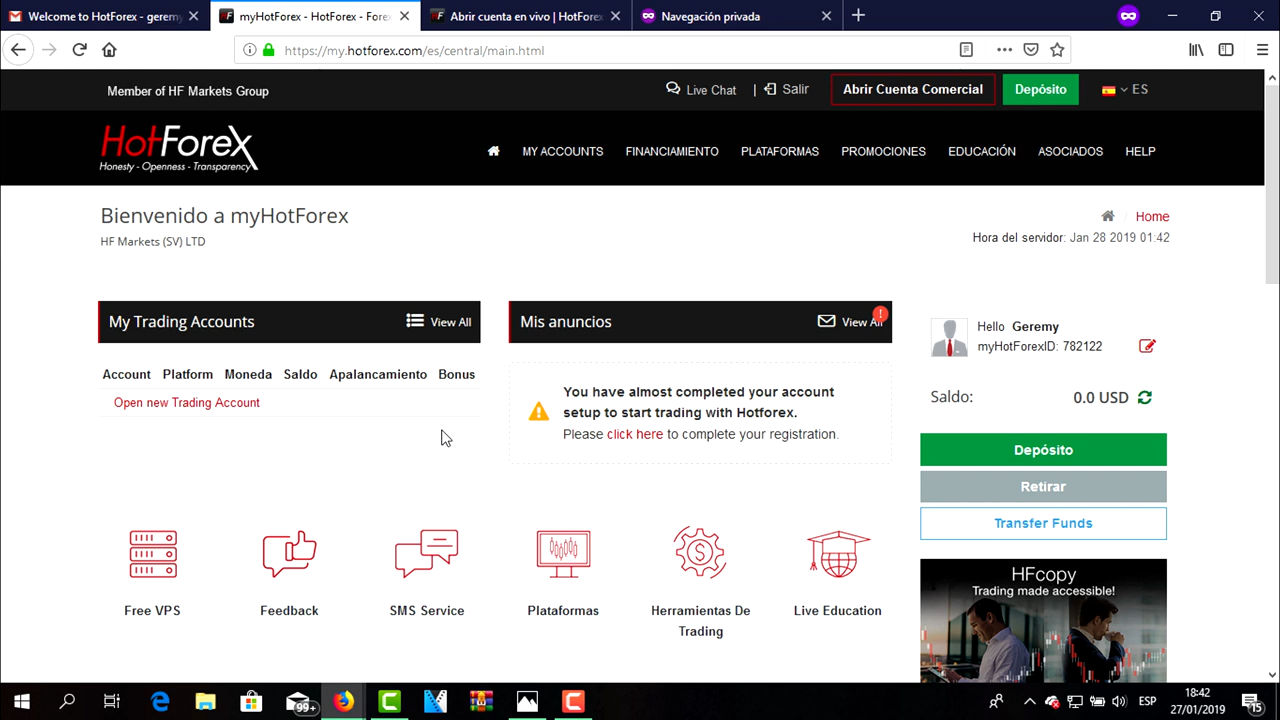 Welcome to HotForex - geremy
myHotForex - HotForex - Fore
Abrir cuenta en vivo | HotForex
Navegación privada
https://my.hotforex.com/es/central/main.html
Member of HF Markets Group
Live Chat | Salir
Abrir Cuenta Comercial
Depósito
ES
HotForex
Honesty - Openness - Transparency
MY ACCOUNTS FINANCIAMIENTO PLATAFORMAS PROMOCIONES EDUCACIÓN ASOCIADOS HELP
Bienvenido a myHotForex
HF Markets (SV) LTD
/ Home
Hora del servidor: Jan 28 2019 01:42
My Trading Accounts View All
Account Platform Moneda Saldo Apalancamiento Bonus
Open new Trading Account
Mis anuncios View All
!
You have almost completed your account
setup to start trading with Hotforex.
Please click here to complete your registration.
Hello Geremy
myHotForexID: 782122
Saldo: 0.0 USD
Depósito
Retirar
Transfer Funds
HFcopy
Trading made accessible!
Free VPS
Feedback
SMS Service
Plataformas
Herramientas De
Trading
Live Education
99+
ESP
18:42
27/01/2019
15